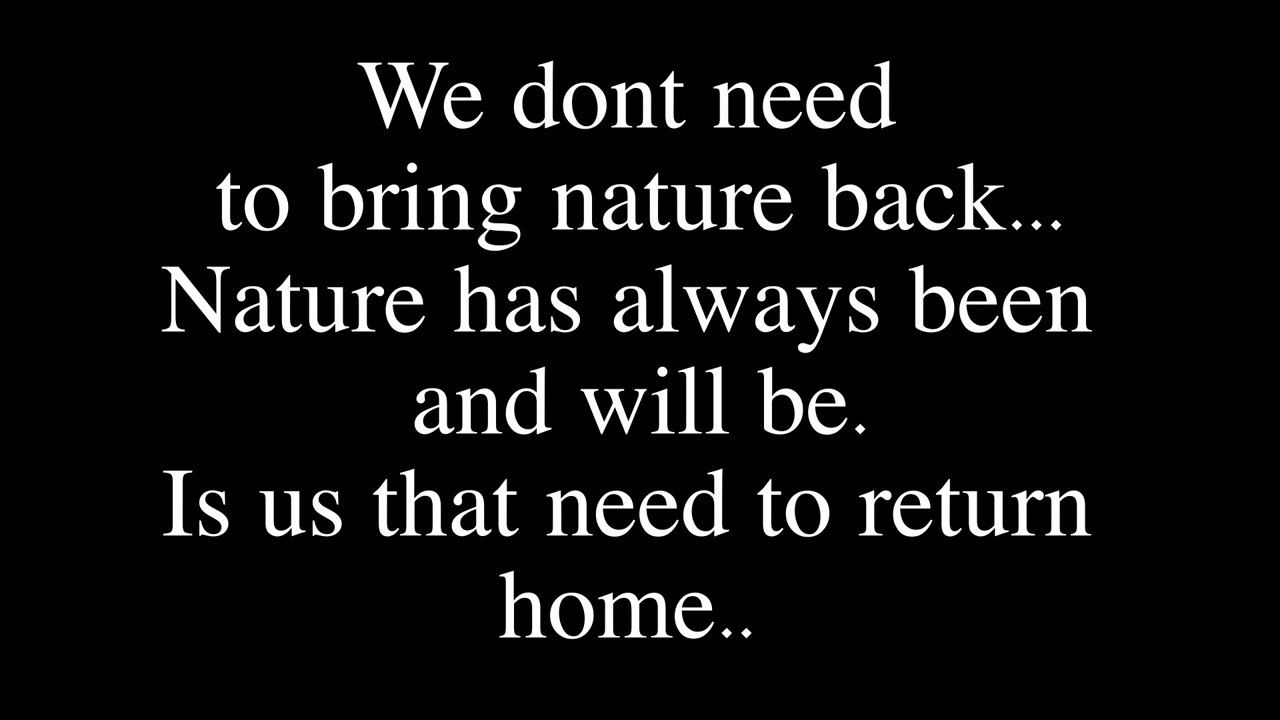 We dont need
to bring nature back...
Nature has always been
and will be.
Is us that need to return
home..